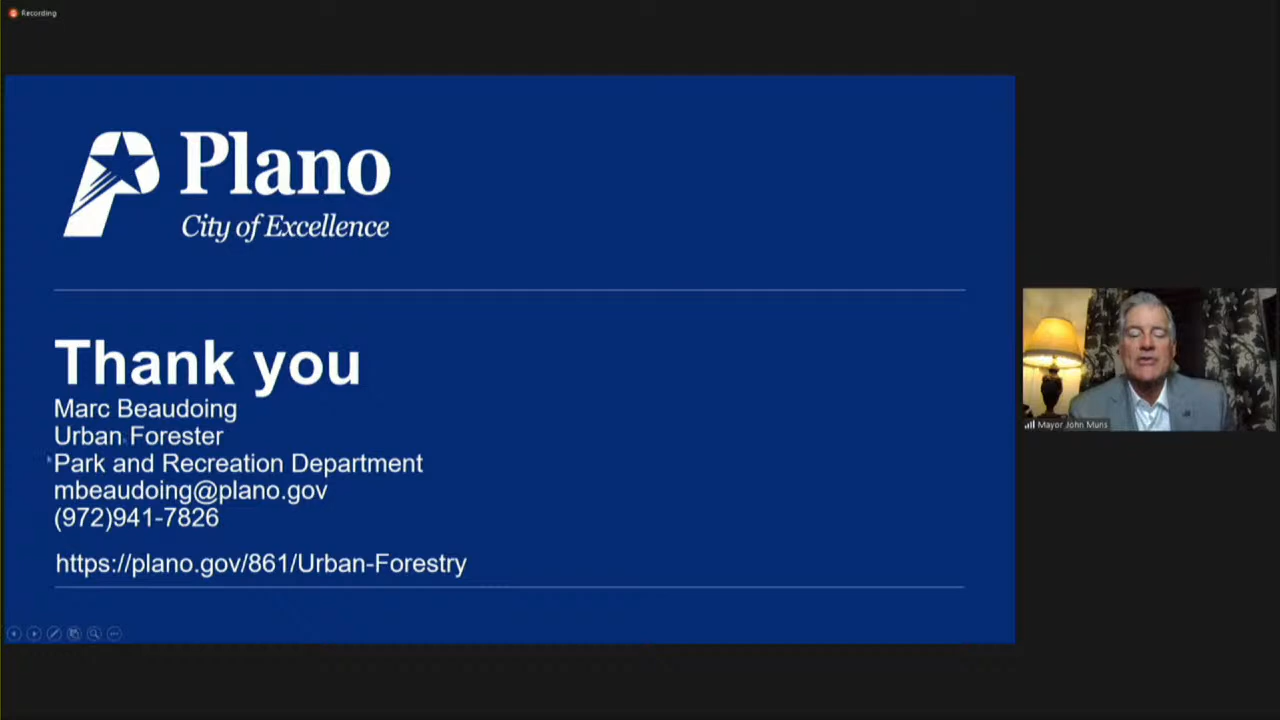 Recording
Plano
City of Excellence
Thank you
Marc Beaudoing
Urban Forester
Park and Recreation Department
mbeaudoing@plano.gov
(972)941-7826
https://plano.gov/861/Urban-Forestry
Mayor John Muns